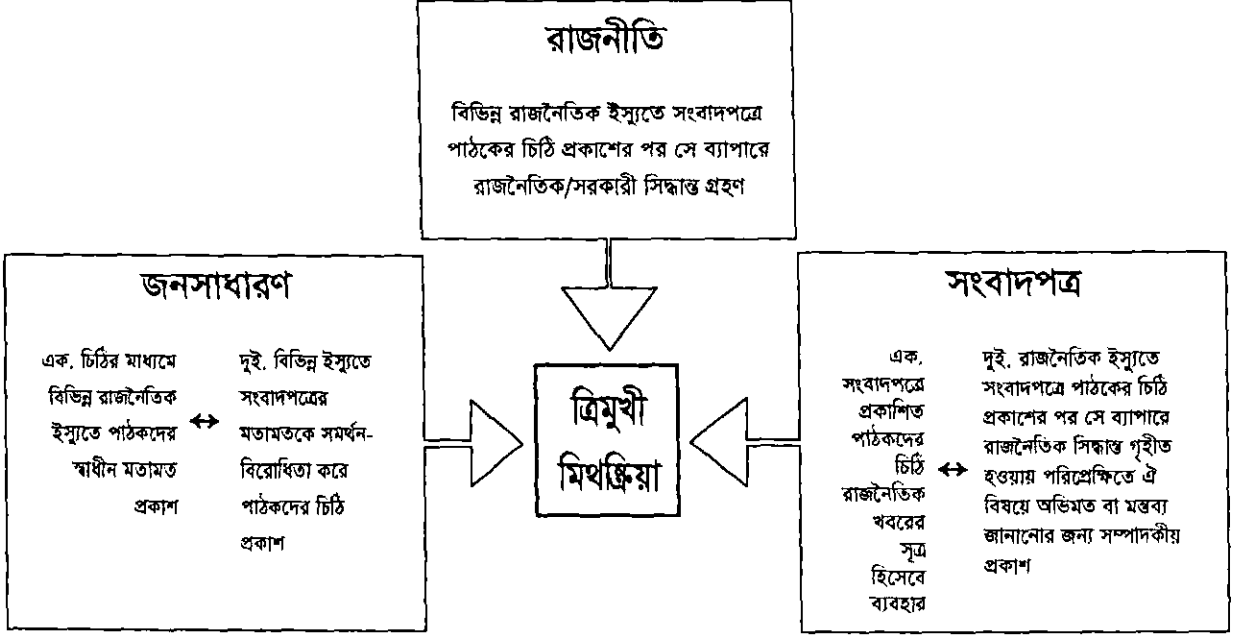 রাজনীতি
বিভিন্ন রাজনৈতিক ইস্যুতে সংবাদপত্রে
পাঠকের চিঠি প্রকাশের পর সে ব্যাপারে
রাজনৈতিক/সরকারী সিদ্ধান্ত গ্রহণ
জনসাধারণ
এক. চিঠির মাধ্যমে
বিভিন্ন রাজনৈতিক
ইস্যুতে পাঠকদের
স্বাধীন মতামত
প্রকাশ
দুই. বিভিন্ন ইস্যুতে
সংবাদপত্রের
মতামতকে সমর্থন-
বিরোধিতা করে
পাঠকদের চিঠি
প্রকাশ
ত্রিমুখী
মিথষ্ক্রিয়া
সংবাদপত্র
এক.
সংবাদপত্রে
প্রকাশিত
পাঠকদের
চিঠি
রাজনৈতিক
খবরের
সূত্র
হিসেবে
ব্যবহার
দুই. রাজনৈতিক ইস্যুতে
সংবাদপত্রে পাঠকের চিঠি
প্রকাশের পর সে ব্যাপারে
রাজনৈতিক সিদ্ধান্ত গৃহীত
হওয়ায় পরিপ্রেক্ষিতে ঐ
বিষয়ে অভিমত বা মন্তব্য
জানানোর জন্য সম্পাদকীয়
প্রকাশ